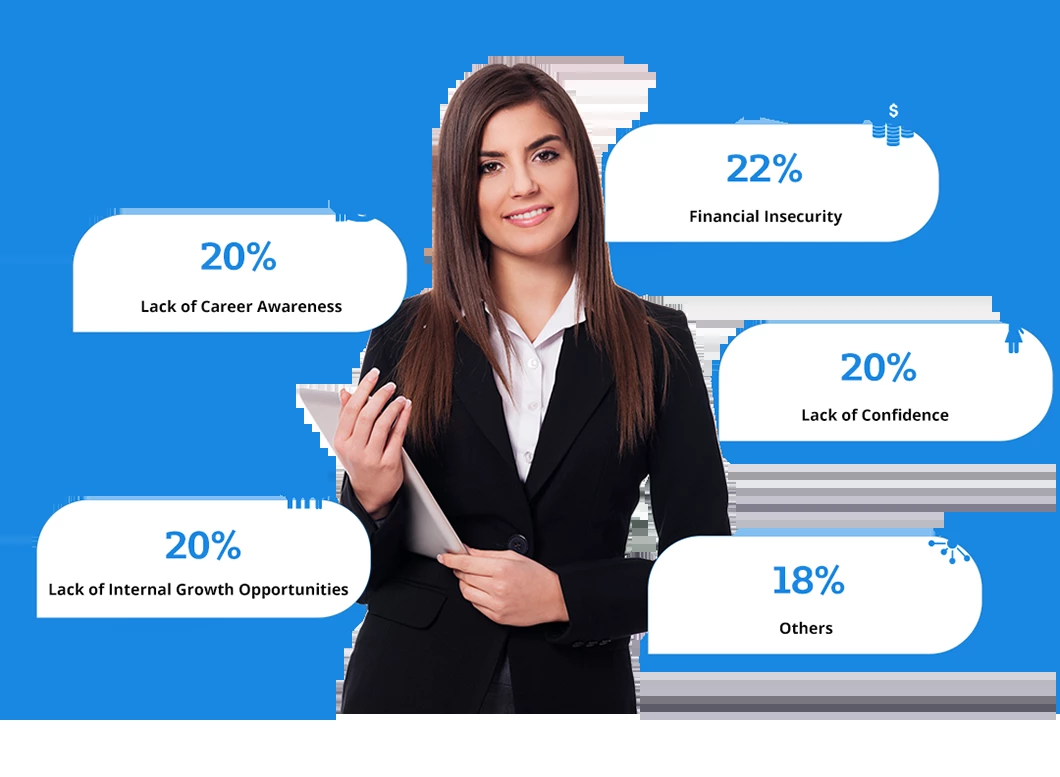 $
22%
Financial Insecurity
20%
Lack of Career Awareness
20%
Lack of Confidence
20%
Lack of Internal Growth Opportunities
18%
Others